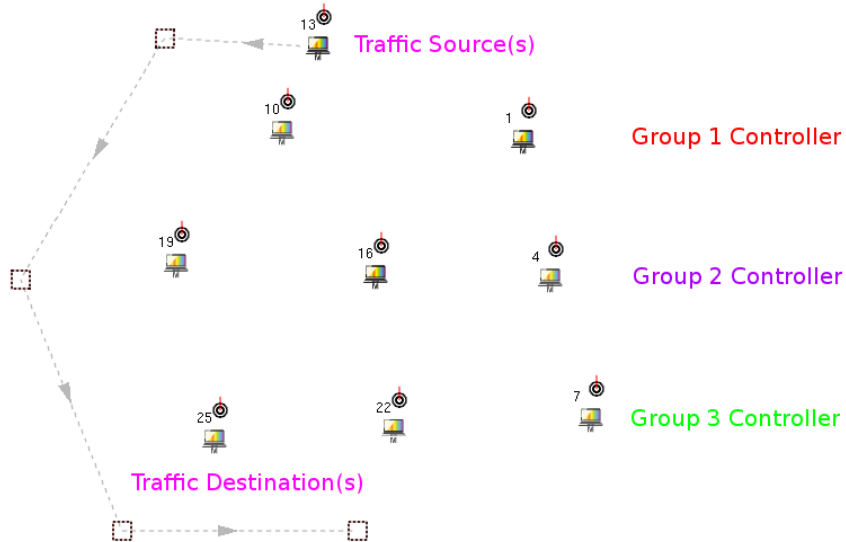 13
Traffic Source(s)
10
1
Group 1 Controller
M
M
19
16
4
Group 2 Controller
M
M
M
7
22
25
Group 3 Controller
M
M
M
Traffic Destination(s)